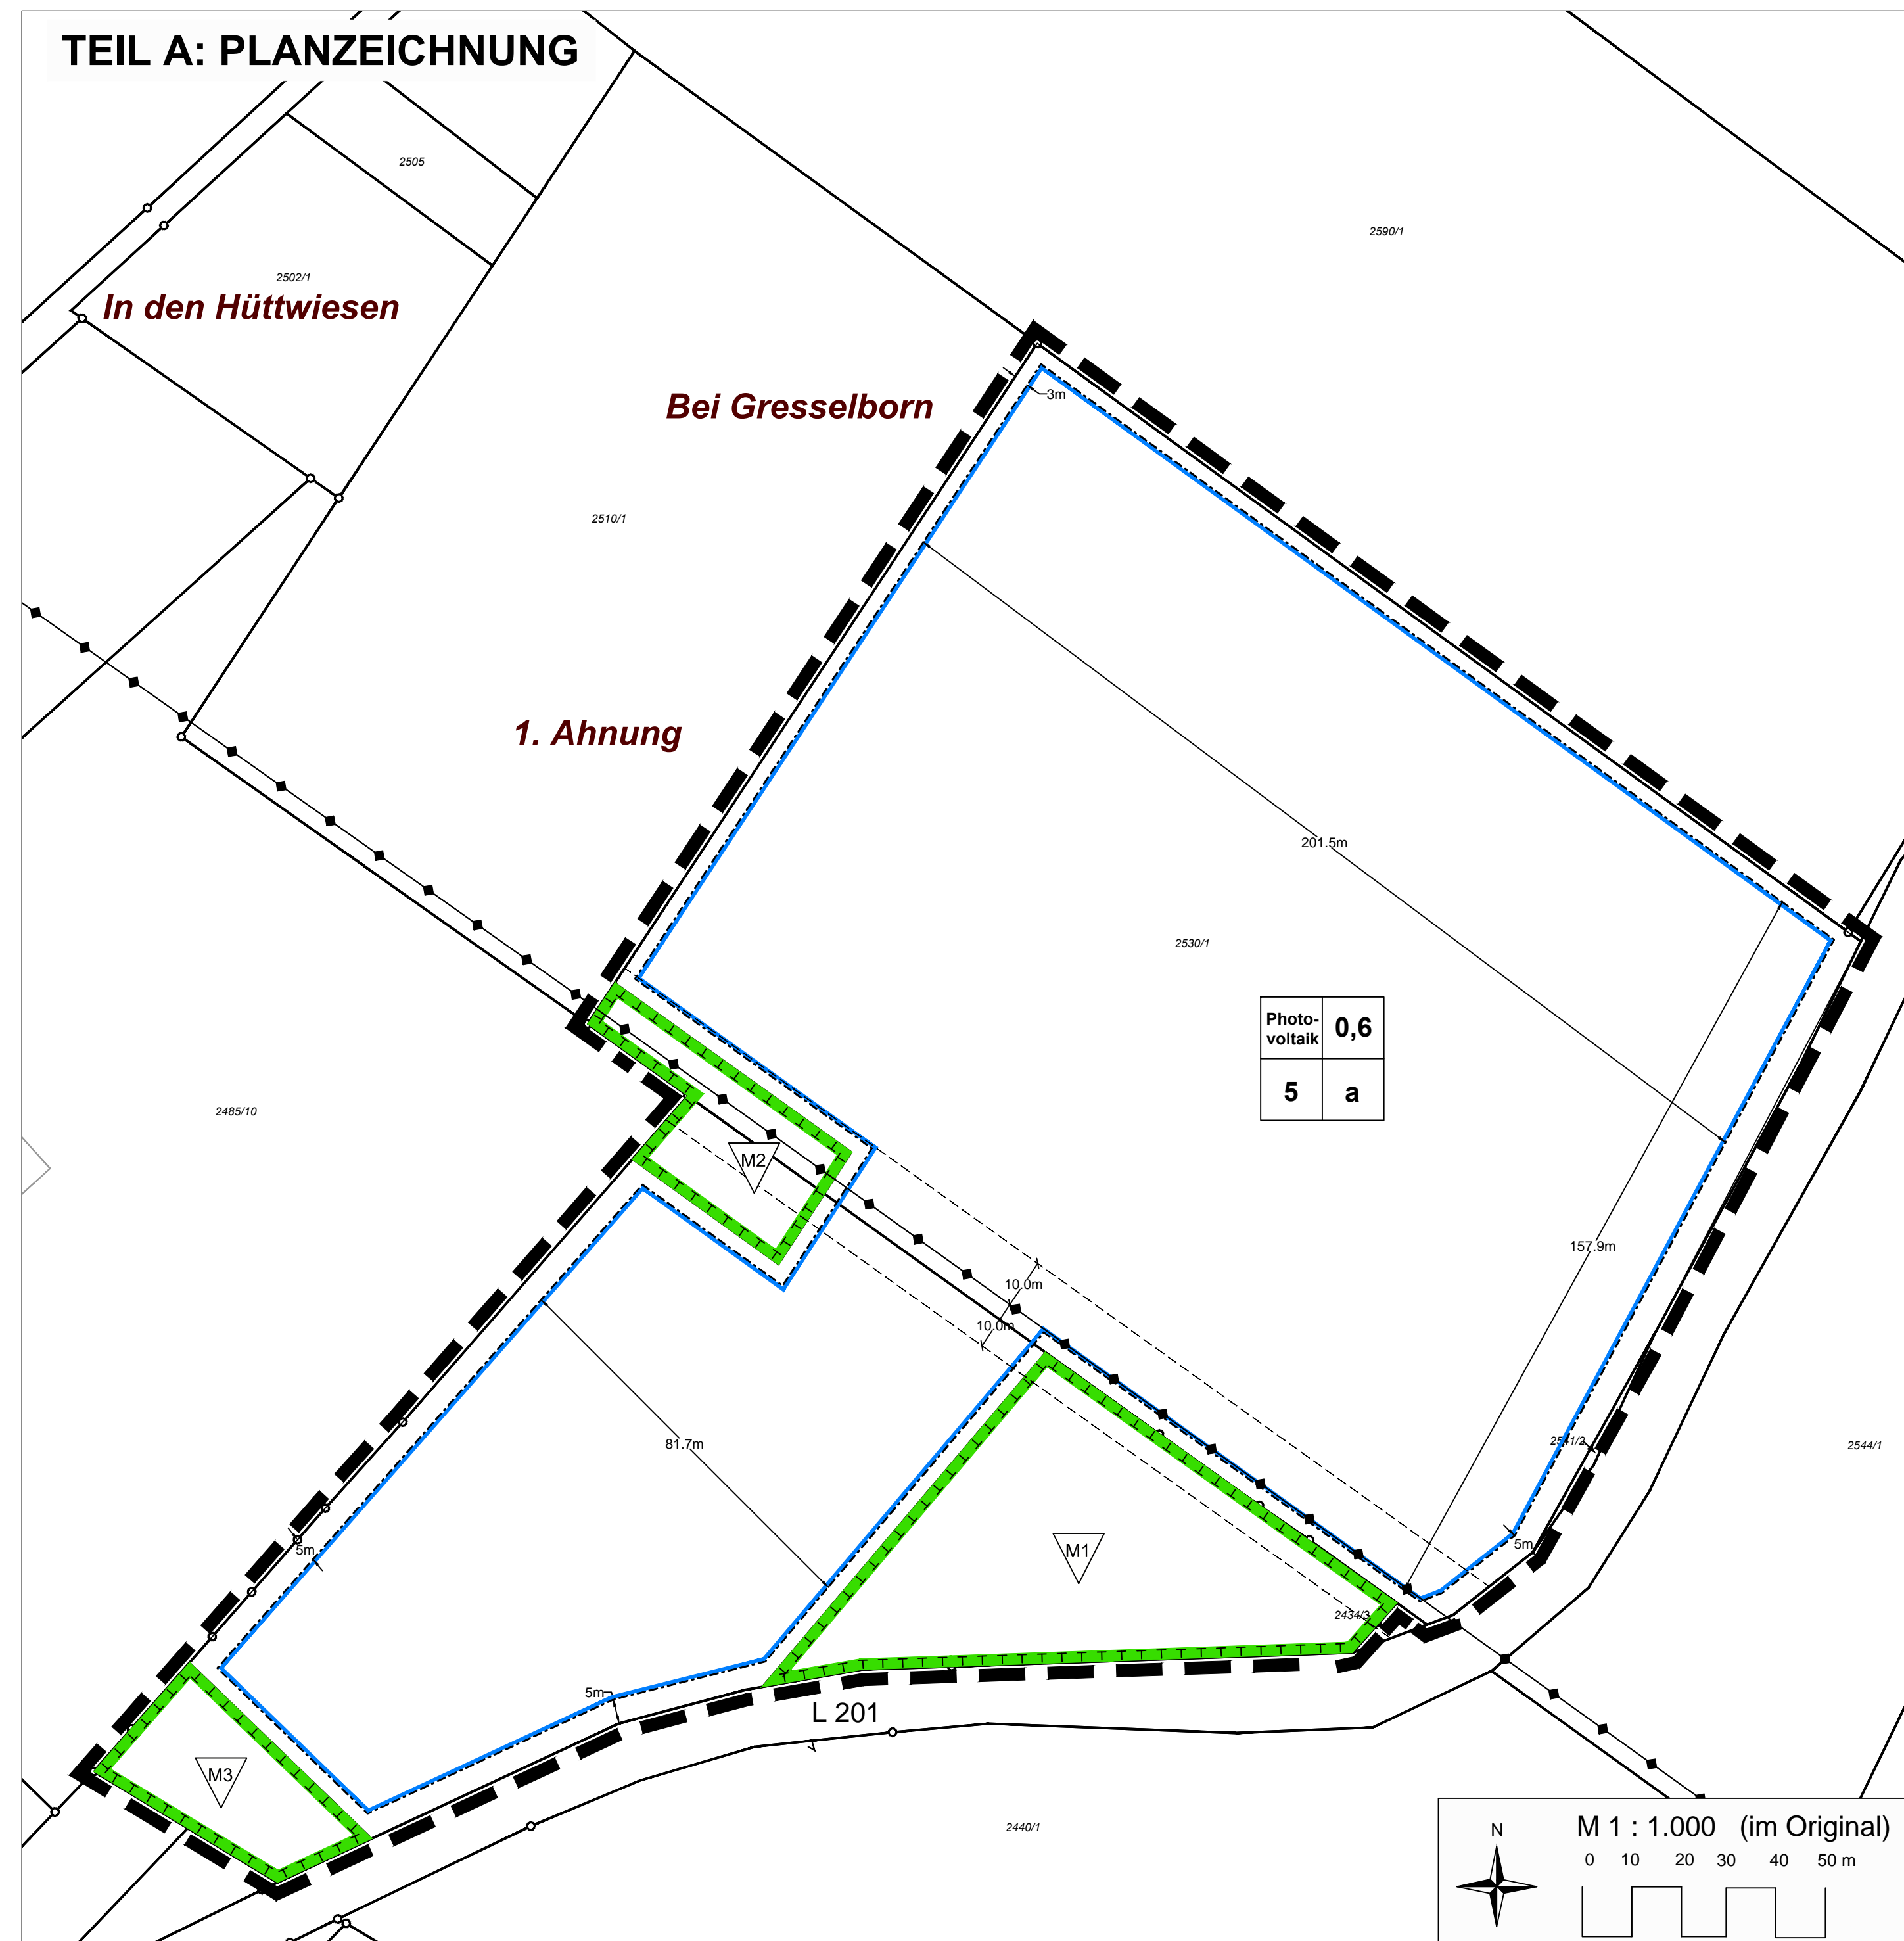 TEIL A: PLANZEICHNUNG
2505
2590/1
2502/1
In den Hüttwiesen
3m
Bei Gresselborn
2510/1
1. Ahnung
201.5m
2530/1
Photo-
voltaik
0,6
5
a
2485/10
M2
157.9m
10.0m
10.0m
81.7m
2541/2
2544/1
5m
5m
M1
2434/3
5m
L 201
M3
2440/1
N
M 1 : 1.000 (im Original)
0 10 20 30 40 50 m